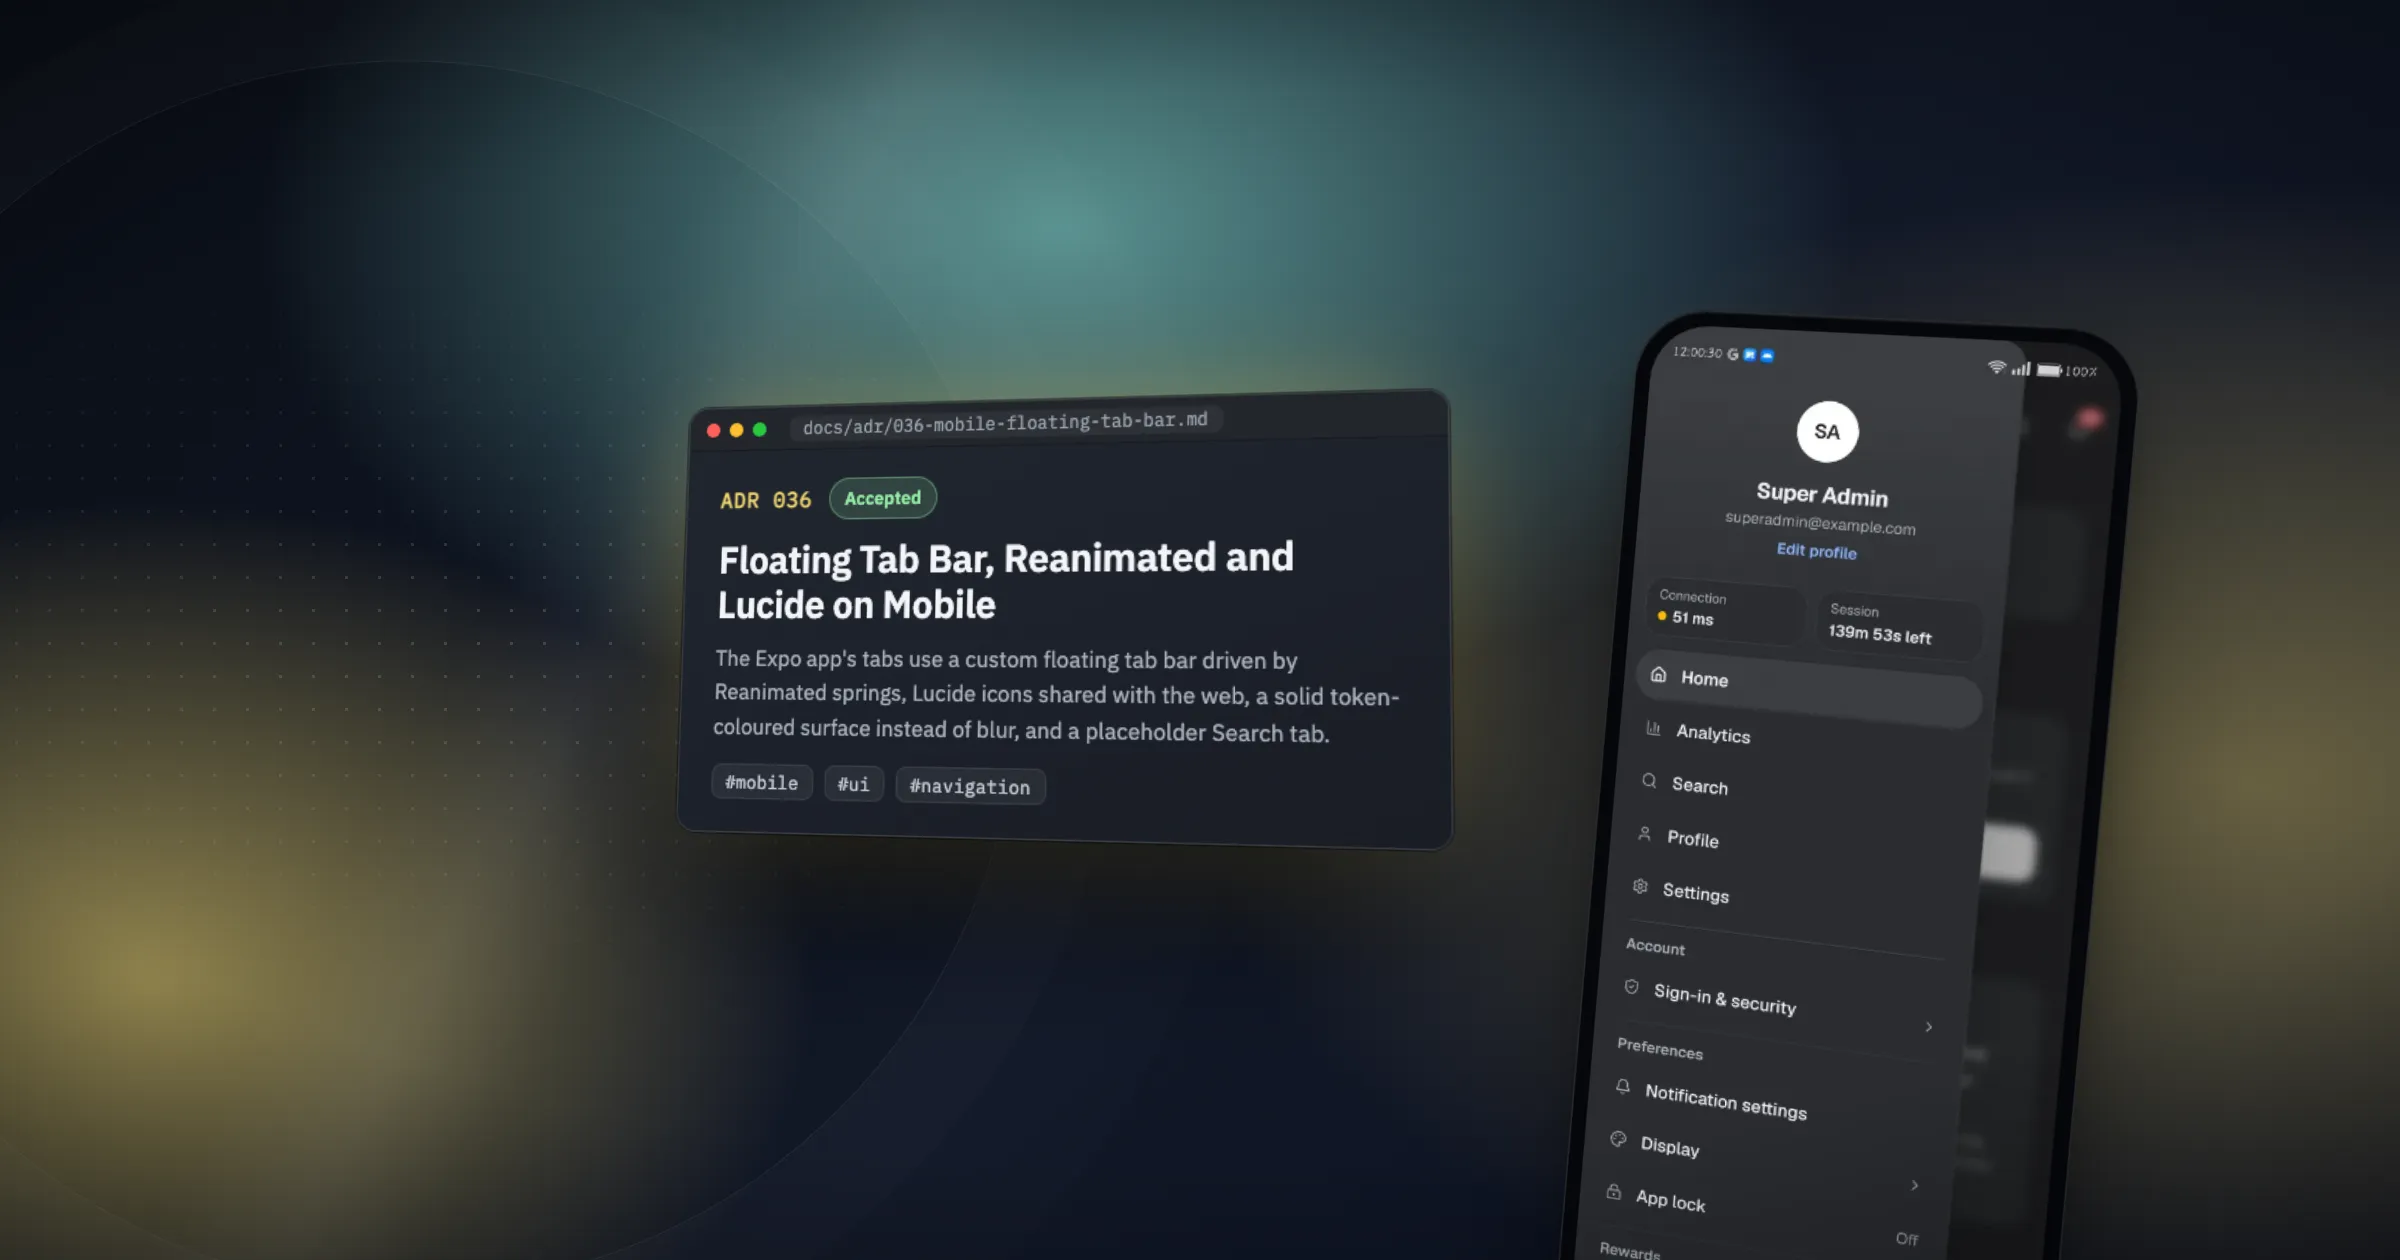 docs/adr/036-mobile-floating-tab-bar.md
ADR 036 Accepted
Floating Tab Bar, Reanimated and
Lucide on Mobile
The Expo app's tabs use a custom floating tab bar driven by
Reanimated springs, Lucide icons shared with the web, a solid token-
coloured surface instead of blur, and a placeholder Search tab.
#mobile #ui #navigation
12:00:30 G 100%
SA
Super Admin
superadmin@example.com
Edit profile
Connection
51 ms
Session
139m 53s left
Home
Analytics
Search
Profile
Settings
Account
Sign-in & security
Preferences
Notification settings
Display
App lock
Off
Rewards